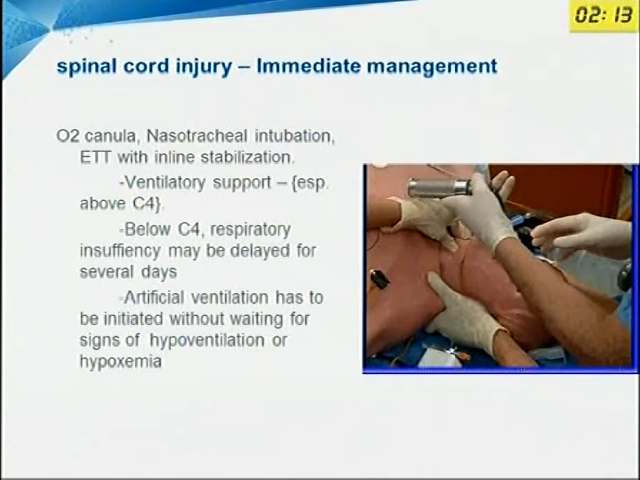 02:13
spinal cord injury – Immediate management
O2 canula, Nasotracheal intubation,
ETT with inline stabilization.
-Ventilatory support – {esp.
above C4}.
-Below C4, respiratory
insuffiency may be delayed for
several days
-Artificial ventilation has to
be initiated without waiting for
signs of hypoventilation or
hypoxemia